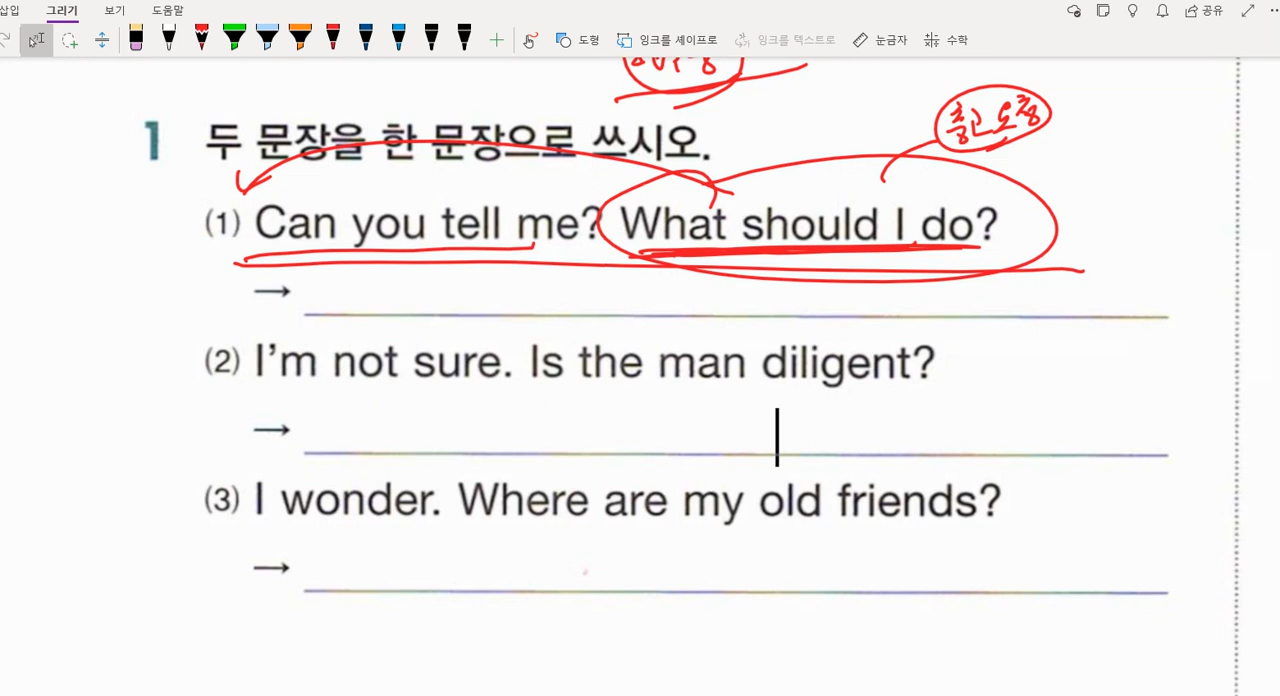 삽입 그리기 보기 도움말 공유
도형 잉크를 셰이프로 잉크를 텍스트로 눈금자 수학
1 두 문장을 한 문장으로 쓰시오.
(1) Can you tell me? What should I do?
→
(2) I'm not sure. Is the man diligent?
→
(3) I wonder. Where are my old friends?
→